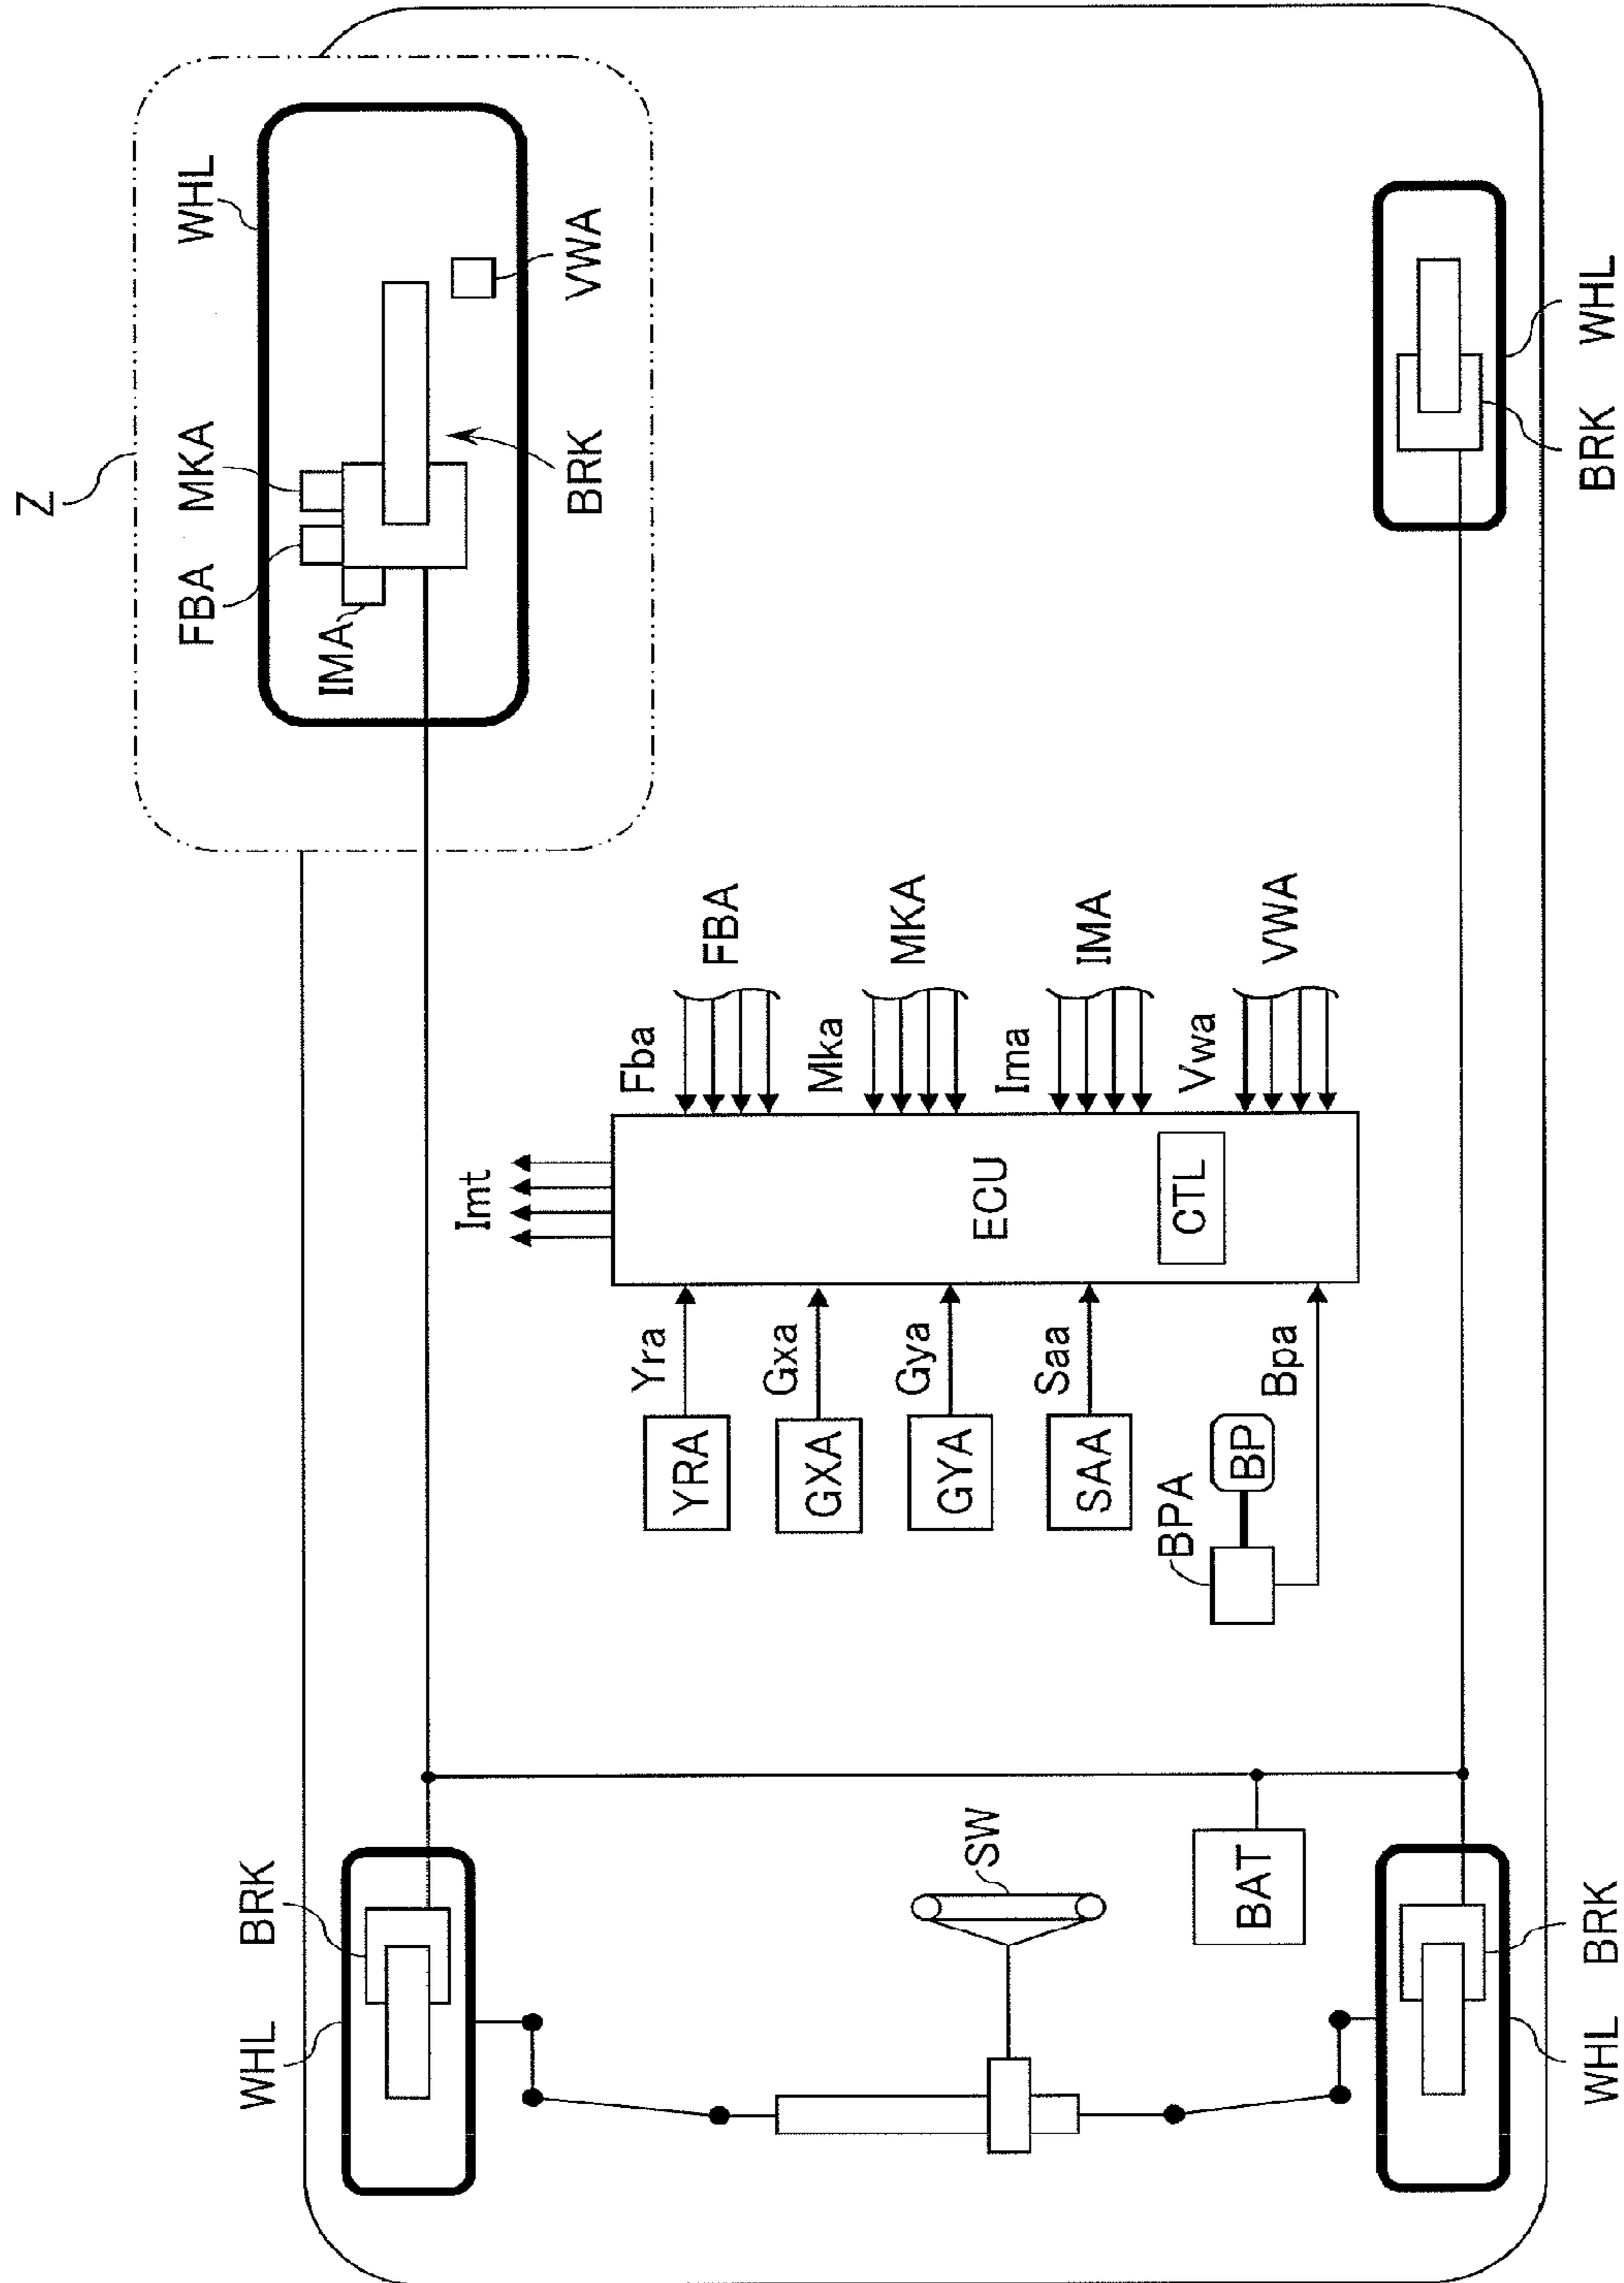 Z
FBA MKA
WHL
IMA
BRK
VWA
WHL BRK
Imt
Yra
Fba
FBA
YRA
Gxa
Mka
MKA
GXA
Gya
ECU
GYA
Saa
Ima
IMA
SAA
SW
BPA
BP
Bpa
CTL
Vwa
VWA
BAT
WHL BRK
BRK WHL